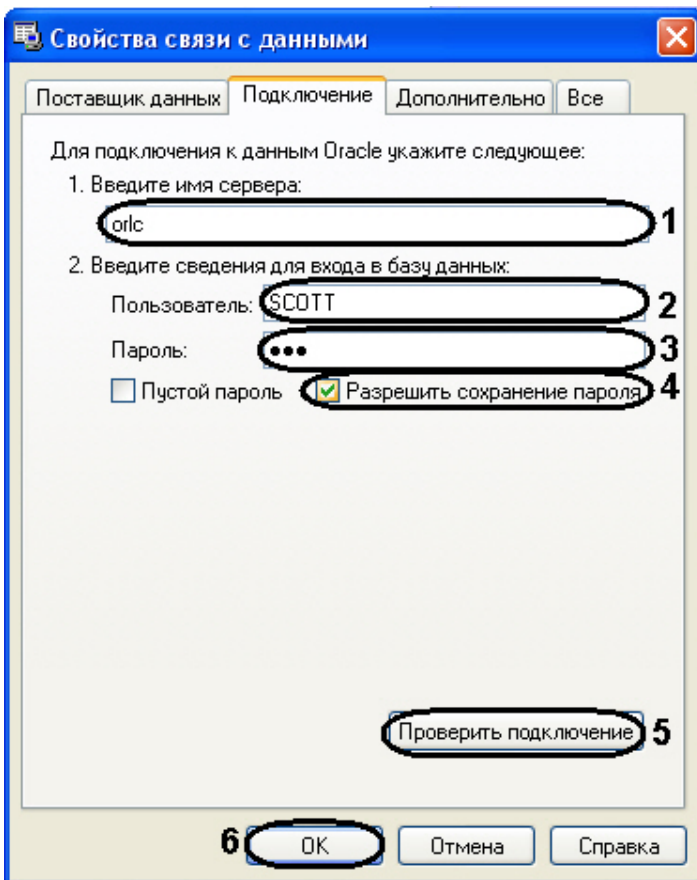 Свойства связи с данными
Поставщик данных Подключение Дополнительно Все
Для подключения к данным Oracle укажите следующее:
1. Введите имя сервера:
orlc 1
2. Введите сведения для входа в базу данных:
Пользователь: SCOTT 2
Пароль: ●●● 3
Пустой пароль Разрешить сохранение пароля 4
Проверить подключение 5
6 OK Отмена Справка